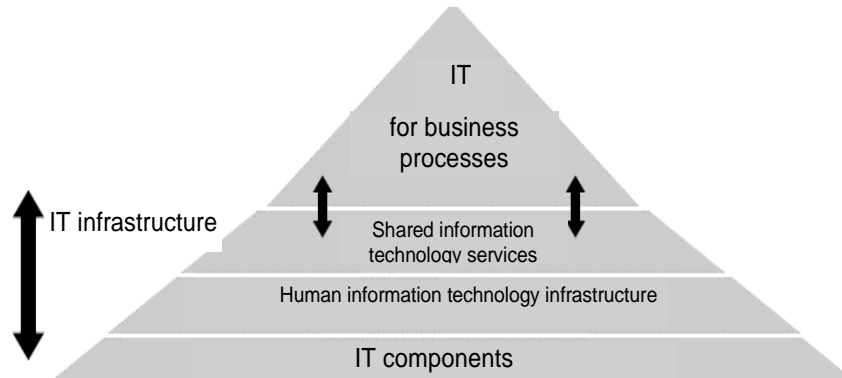 IT
for business
processes
IT infrastructure
Shared information
technology services
Human information technology infrastructure
IT components